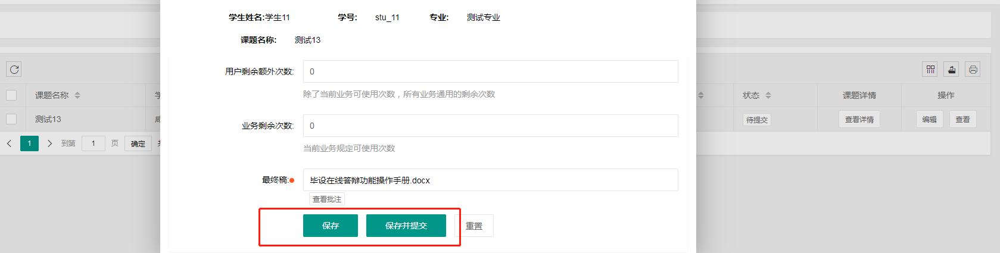 学生姓名:学生11 学号: stu_11 专业: 测试专业
课题名称: 测试13
用户剩余额外次数: 0
除了当前业务可使用次数，所有业务通用的剩余次数
课题名称 状态 课题详情 操作
测试13 待提交 查看详情 编辑 查看
业务剩余次数: 0
1 到第 1 页 确定
当前业务规定可使用次数
最终稿: 毕设在线答辩功能操作手册.docx
查看批注
保存 保存并提交 重置